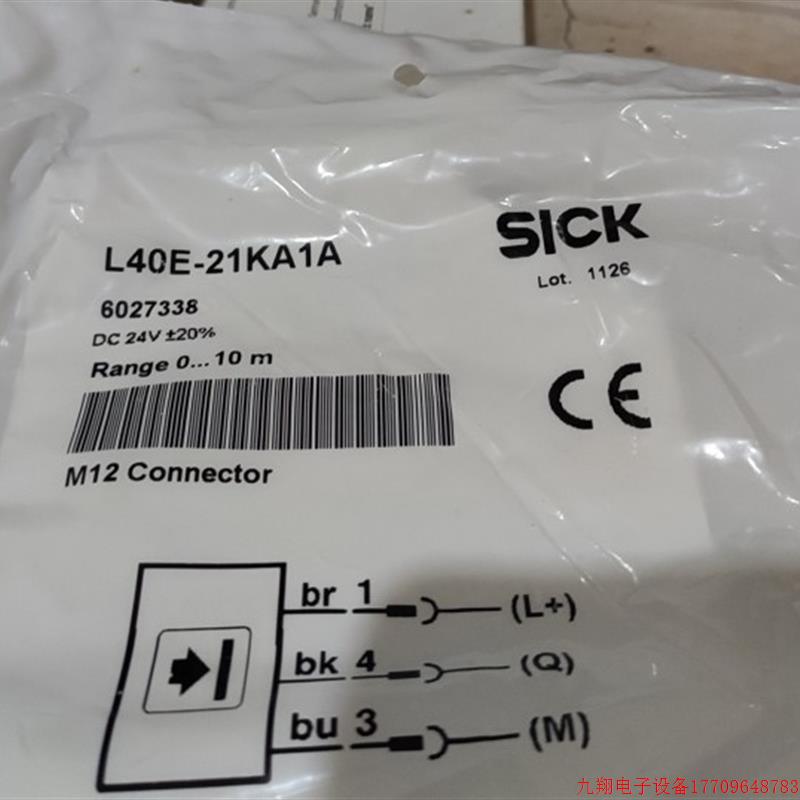 SICK
Lot. 1126
L40E-21KA1A
6027338
DC 24V ±20%
Range 0...10 m
M12 Connector
CE
br 1 (L+)
bk 4 (Q)
bu 3 (M)
九翔电子设备17709648783